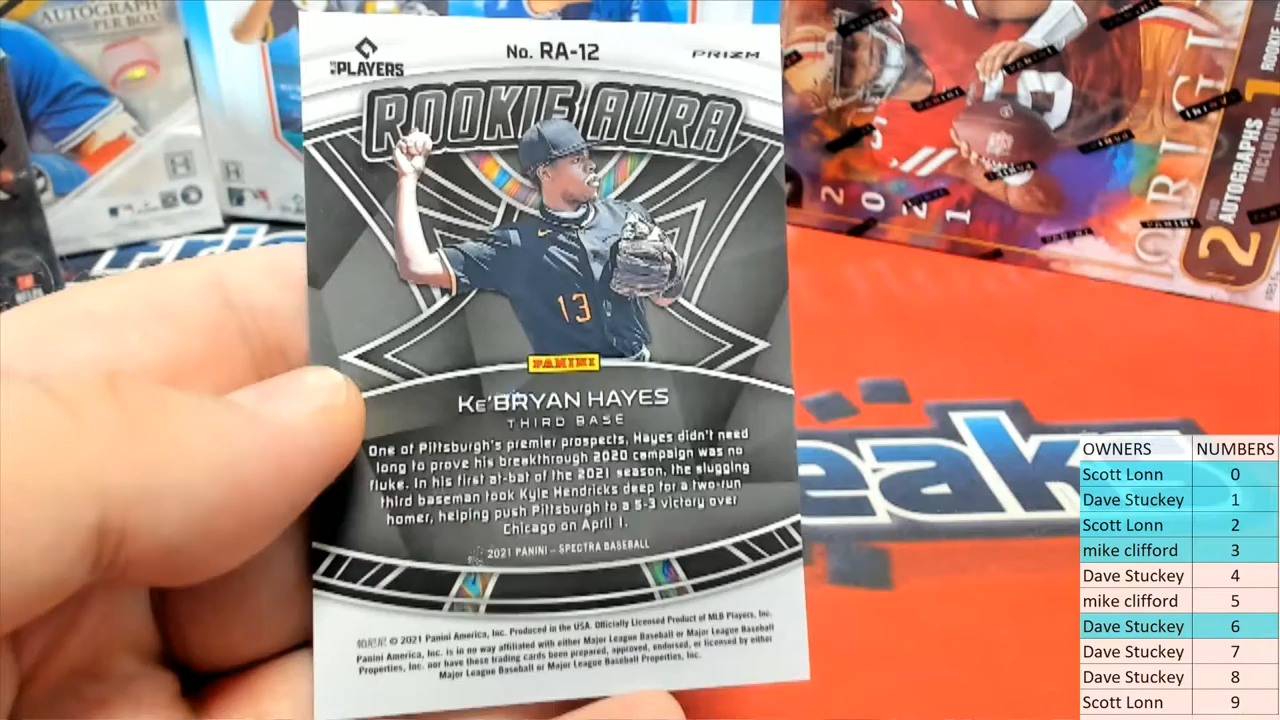 AUTOGRAPH
PER BOX
MLB PLAYERS
No. RA-12
PRIZM
ROOKIE AURA
13
PANINI
KE'BRYAN HAYES
THIRD BASE
One of Pittsburgh's premier prospects, Hayes didn't need
long to prove his breakthrough 2020 campaign was no
fluke. In his first at-bat of the 2021 season, the slugging
third baseman took Kyle Hendricks deep for a two-run
homer, helping push Pittsburgh to a 5-3 victory over
Chicago on April 1.
2021 PANINI – SPECTRA BASEBALL
© 2021 Panini America, Inc. Produced in the USA. Officially Licensed Product of MLB Players, Inc.
Panini America, Inc. is in no way affiliated with either Major League Baseball or Major League Baseball
Properties, Inc. nor have these trading cards been prepared, approved, endorsed, or licensed by either
Major League Baseball or Major League Baseball Properties, Inc.
2021
PANINI
2
AUTOGRAPHS
INCLUDING
1
ROOKIE
eaks
OWNERS NUMBERS
Scott Lonn 0
Dave Stuckey 1
Scott Lonn 2
mike clifford 3
Dave Stuckey 4
mike clifford 5
Dave Stuckey 6
Dave Stuckey 7
Dave Stuckey 8
Scott Lonn 9